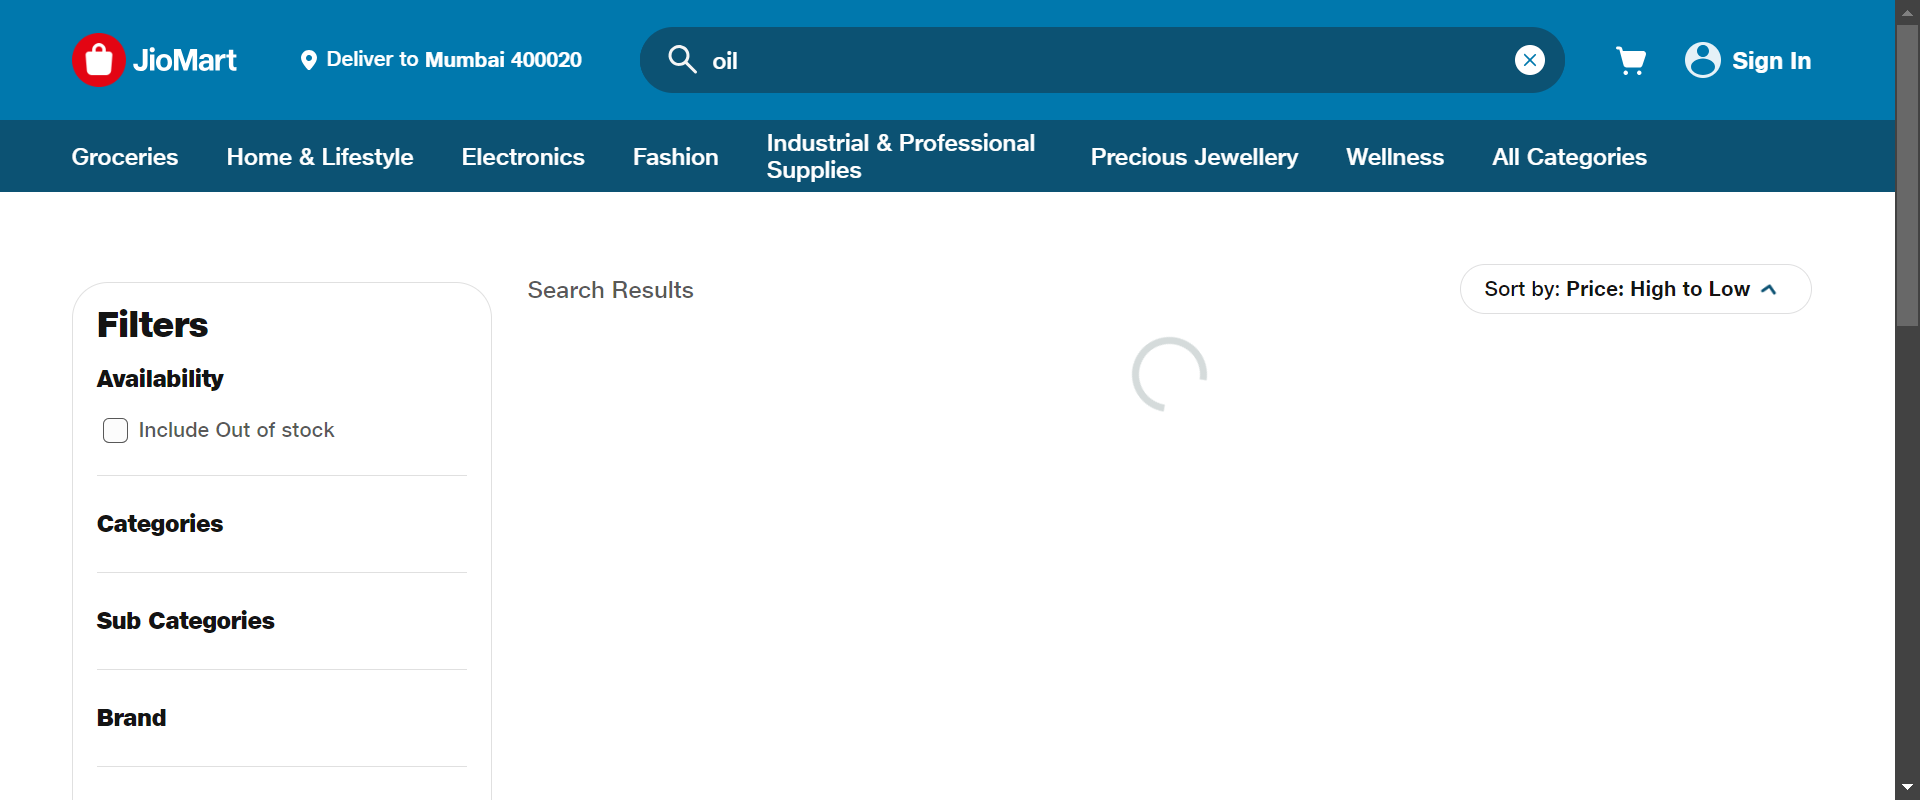 JioMart
Deliver to Mumbai 400020
oil
Sign In
Groceries
Home & Lifestyle
Electronics
Fashion
Industrial & Professional
Supplies
Precious Jewellery
Wellness
All Categories
Search Results
Sort by: Price: High to Low
Filters
Availability
Include Out of stock
Categories
Sub Categories
Brand